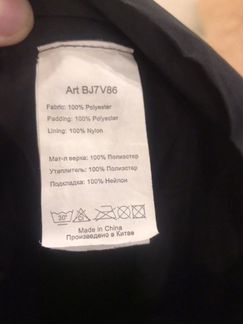 Art BJ7V86
Fabric: 100% Polyester
Padding: 100% Polyester
Lining: 100% Nylon
Мат-л верха: 100% Полиэстер
Утеплитель: 100% Полиэстер
Подкладка: 100% Нейлон
30°
Made in China
Произведено в Китае